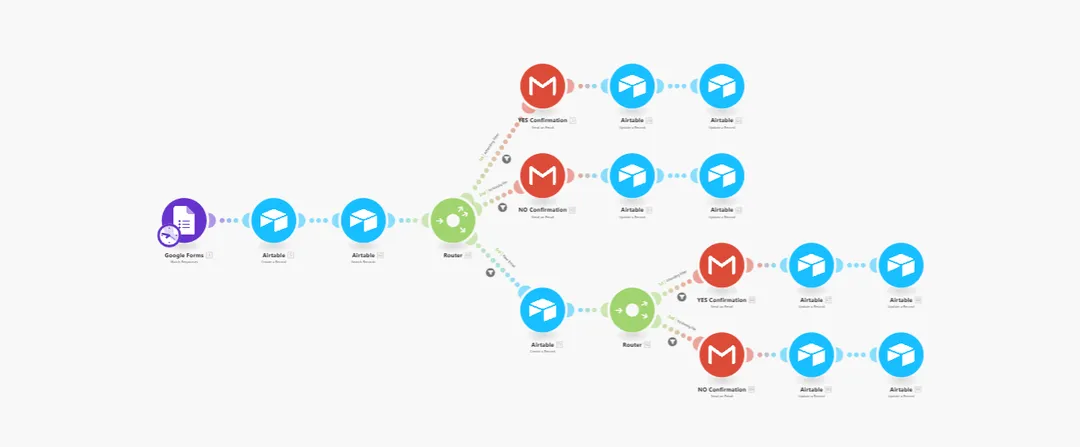 YES Confirmation
Send an Email
Airtable
Update a Record
Airtable
Update a Record
NO Confirmation
Send an Email
Airtable
Update a Record
Airtable
Update a Record
Google Forms
Watch Responses
Airtable
Create a Record
Airtable
Search Records
Router
YES Confirmation
Send an Email
Airtable
Update a Record
Airtable
Update a Record
Airtable
Create a Record
Router
NO Confirmation
Send an Email
Airtable
Update a Record
Airtable
Update a Record